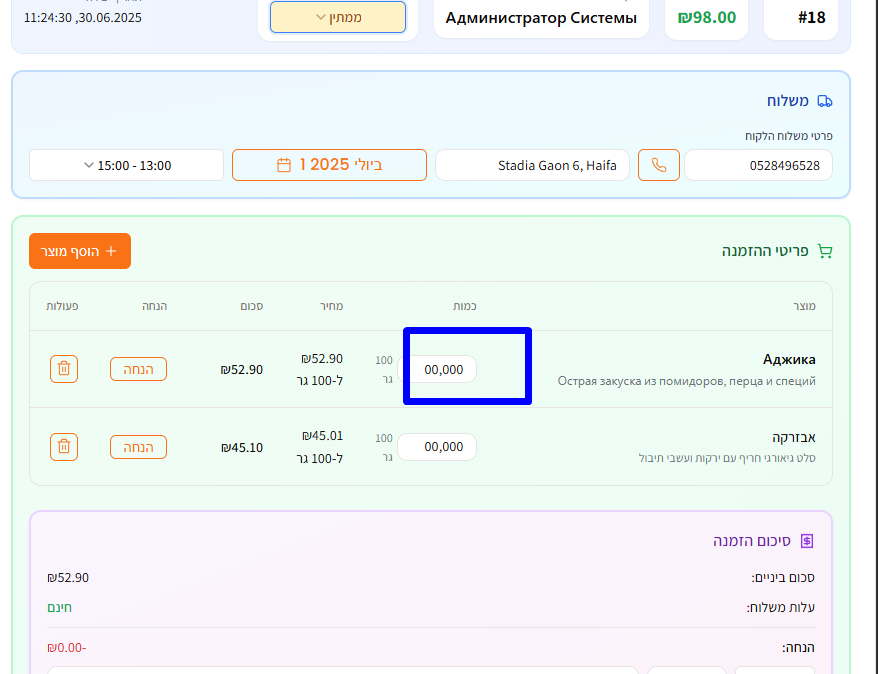 #18
₪98.00
Администратор Системы
ממתין
30.06.2025, 11:24:30
משלוח
פרטי משלוח הלקוח
0528496528
Stadia Gaon 6, Haifa
1 ביולי 2025
13:00 - 15:00
פריטי ההזמנה
+ הוסף מוצר
מוצר
כמות
מחיר
סכום
הנחה
פעולות
Аджика
Острая закуска из помидоров, перца и специй
00,000
100 גר
₪52.90
ל-100 גר
₪52.90
הנחה
אבזרקה
סלט גיאורגי חריף עם ירקות ועשבי תיבול
00,000
100 גר
₪45.01
ל-100 גר
₪45.10
הנחה
סיכום הזמנה
סכום ביניים:
₪52.90
עלות משלוח:
חינם
הנחה:
-₪0.00